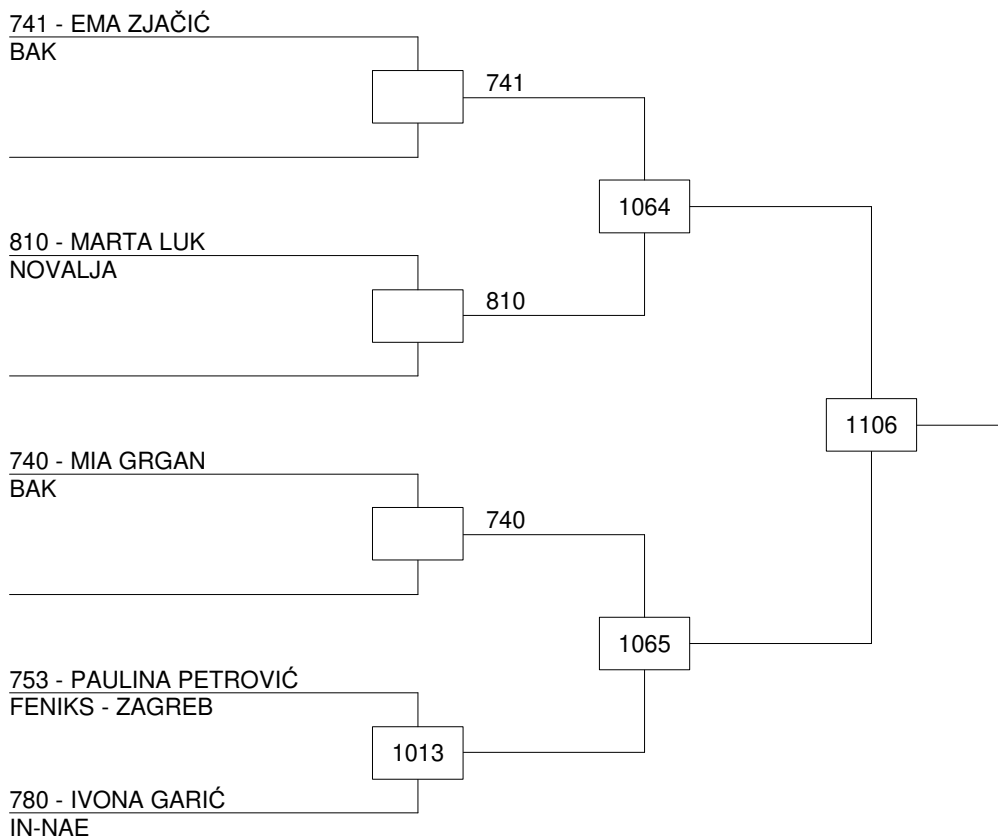 741 - EMA ZJAČIĆ
BAK
741
1064
810 - MARTA LUK
NOVALJA
810
1106
740 - MIA GRGAN
BAK
740
1065
753 - PAULINA PETROVIĆ
FENIKS - ZAGREB
1013
780 - IVONA GARIĆ
IN-NAE